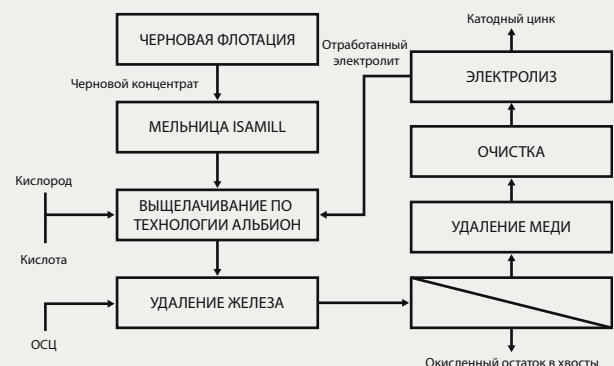 Катодный цинк
ЧЕРНОВАЯ ФЛОТАЦИЯ
Отработанный
электролит
ЭЛЕКТРОЛИЗ
Черновой концентрат
МЕЛЬНИЦА ISAMILL
ОЧИСТКА
Кислород
ВЫЩЕЛАЧИВАНИЕ ПО
ТЕХНОЛОГИИ АЛЬБИОН
УДАЛЕНИЕ МЕДИ
Кислота
УДАЛЕНИЕ ЖЕЛЕЗА
ОСЦ
Окисленный остаток в хвосты